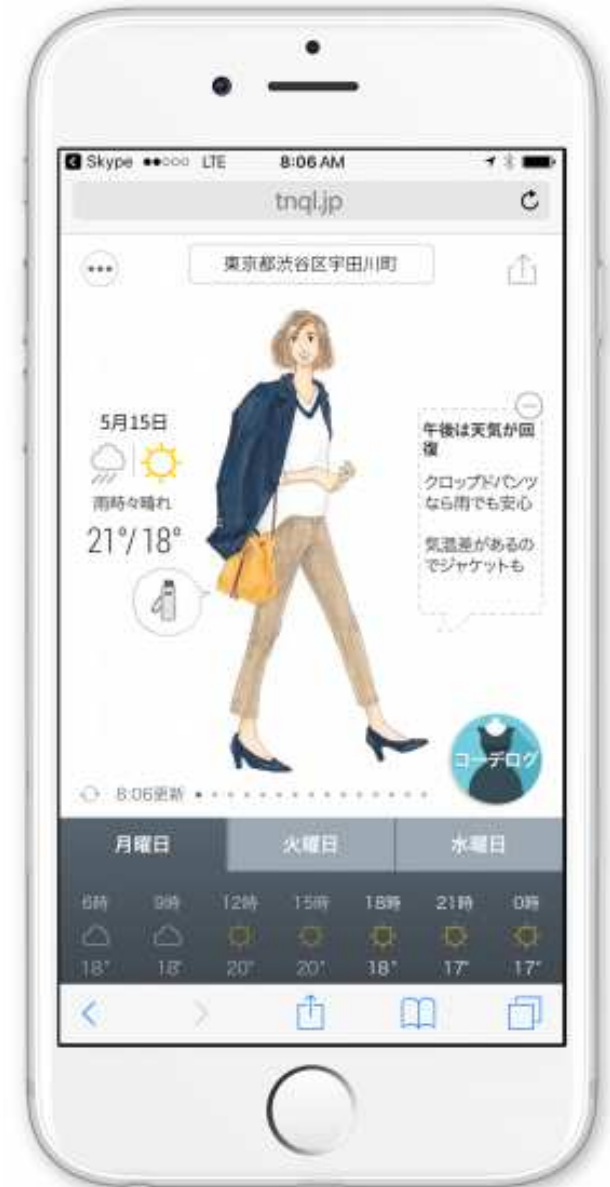 Skype LTE 8:06 AM
tnql.jp
東京都渋谷区宇田川町
5月15日
雨時々晴れ
21°/18°
午後は天気が回
復
クロップドパンツ
なら雨でも安心
気温差があるの
でジャケットも
コーデログ
8:06更新
月曜日 火曜日 水曜日
6時 9時 12時 15時 18時 21時 0時
18° 18° 20° 20° 18° 17° 17°